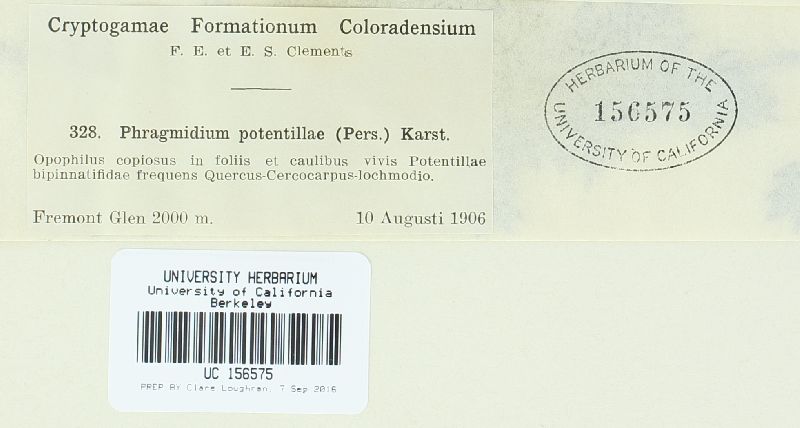 Cryptogamae Formationum Coloradensium
F. E. et E. S. Clements
328. Phragmidium potentillae (Pers.) Karst.
Opophilus copiosus in foliis et caulibus vivis Potentillae
bipinnatifidae frequens Quercus-Cercocarpus-lochmodio.
Fremont Glen 2000 m. 10 Augusti 1906
HERBARIUM OF THE
156575
UNIVERSITY OF CALIFORNIA
UNIVERSITY HERBARIUM
University of California
Berkeley
UC 156575
PREP BY Clare Loughran, 7 Sep 2016